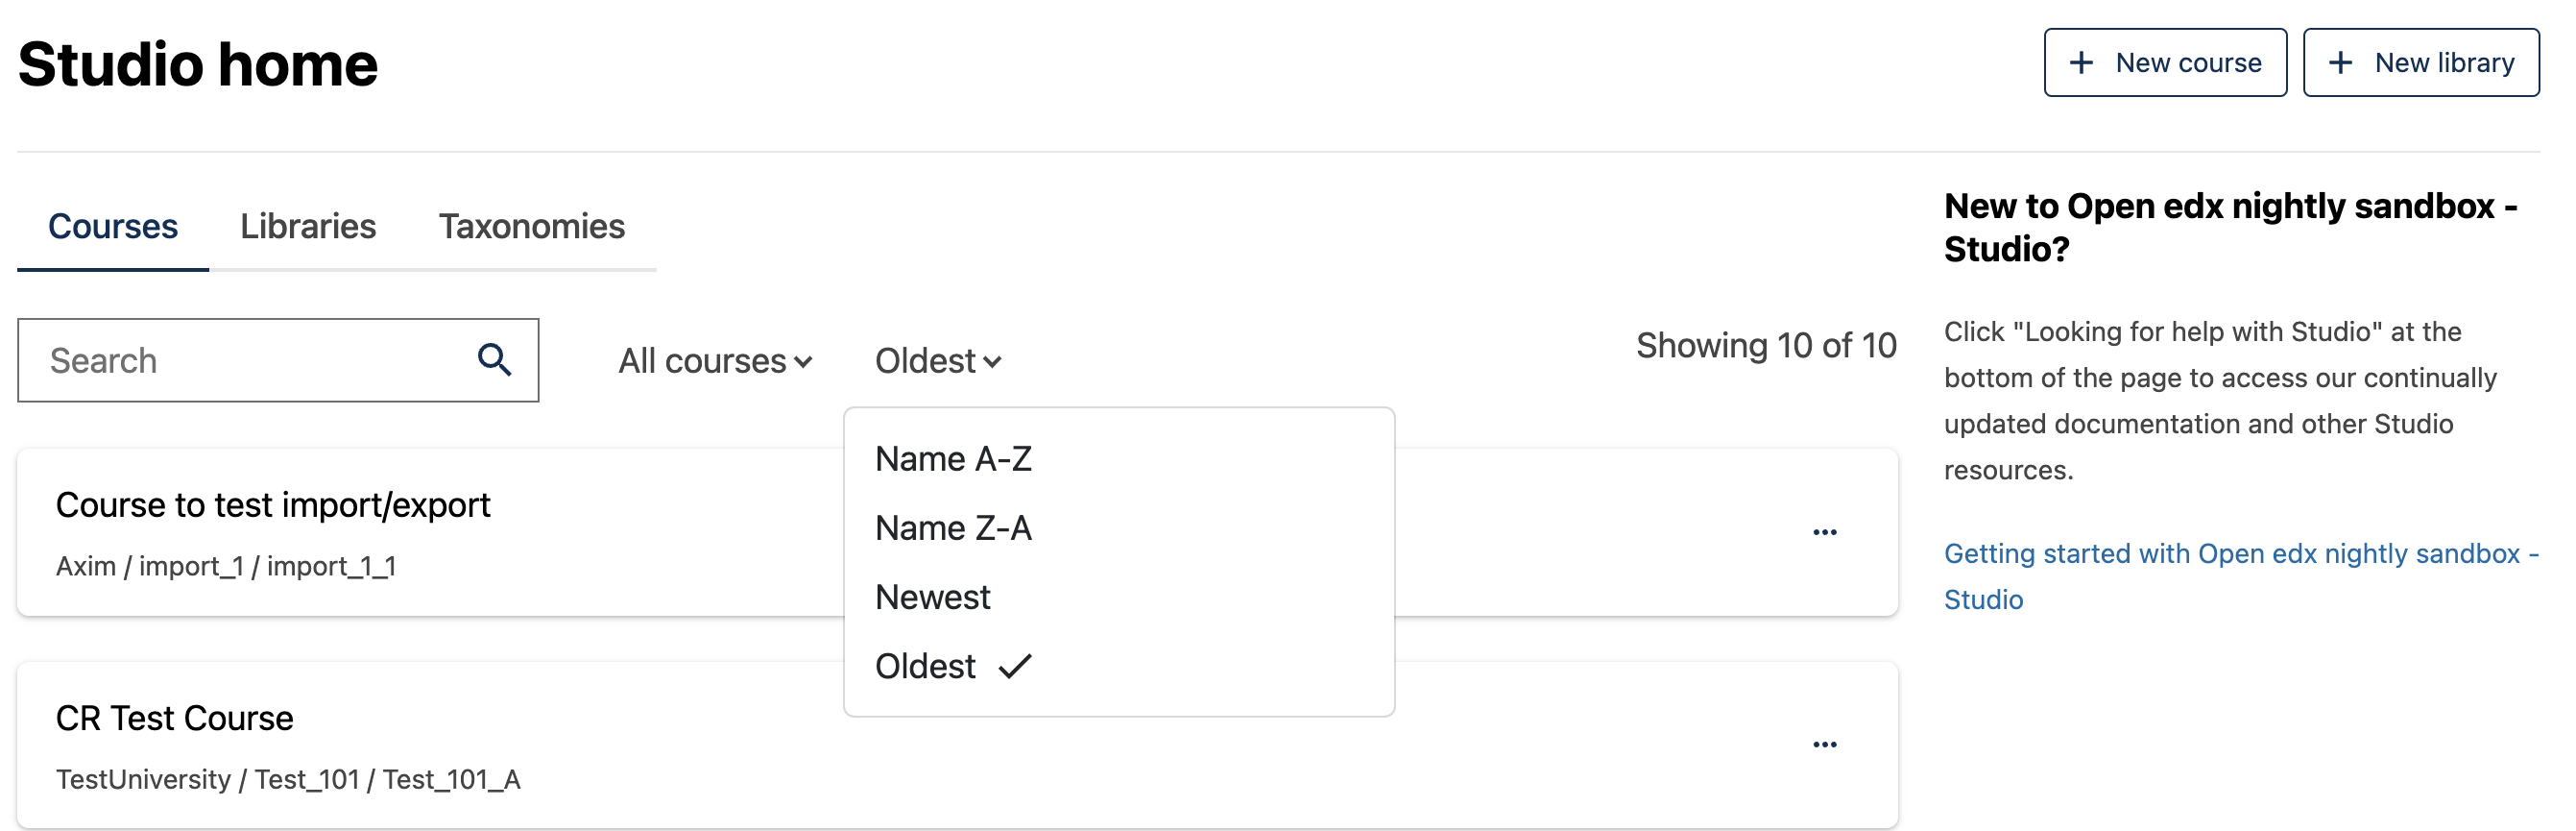 Studio home
+ New course
+ New library
Courses
Libraries
Taxonomies
Search
All courses
Oldest
Showing 10 of 10
Name A-Z
Name Z-A
Newest
Oldest
Course to test import/export
Axim / import_1 / import_1_1
CR Test Course
TestUniversity / Test_101 / Test_101_A
New to Open edx nightly sandbox -
Studio?
Click "Looking for help with Studio" at the
bottom of the page to access our continually
updated documentation and other Studio
resources.
Getting started with Open edx nightly sandbox -
Studio